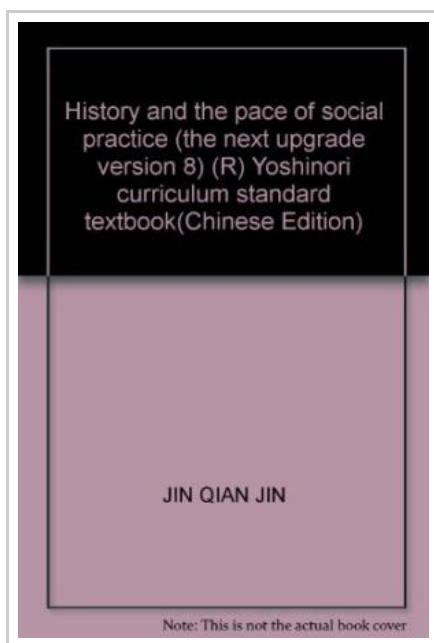 History and the pace of social
practice (the next upgrade
version 8) (R) Yoshinori
curriculum standard
textbook(Chinese Edition)
JIN QIAN JIN
Note: This is not the actual book cover